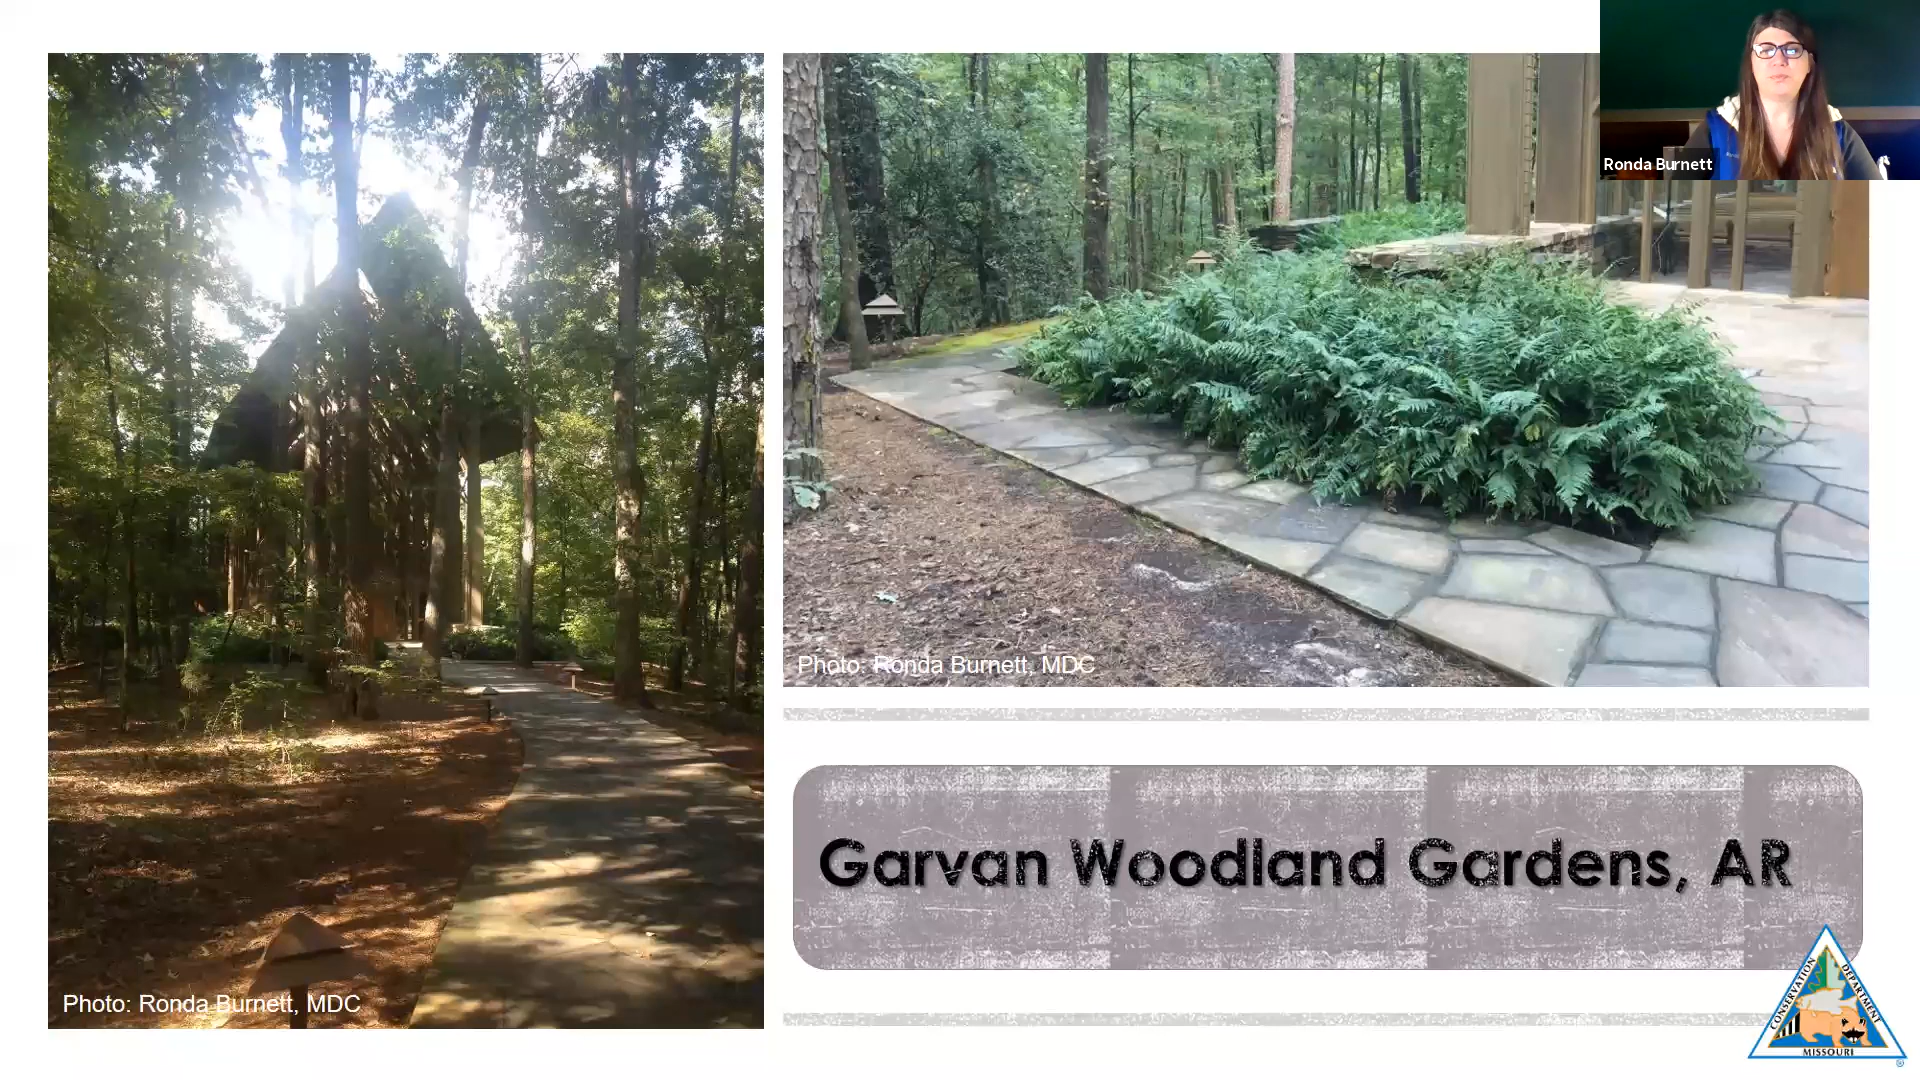 Ronda Burnett
Photo: Ronda Burnett, MDC
Photo: Ronda Burnett, MDC
Garvan Woodland Gardens, AR
CONSERVATION DEPARTMENT
MISSOURI
®